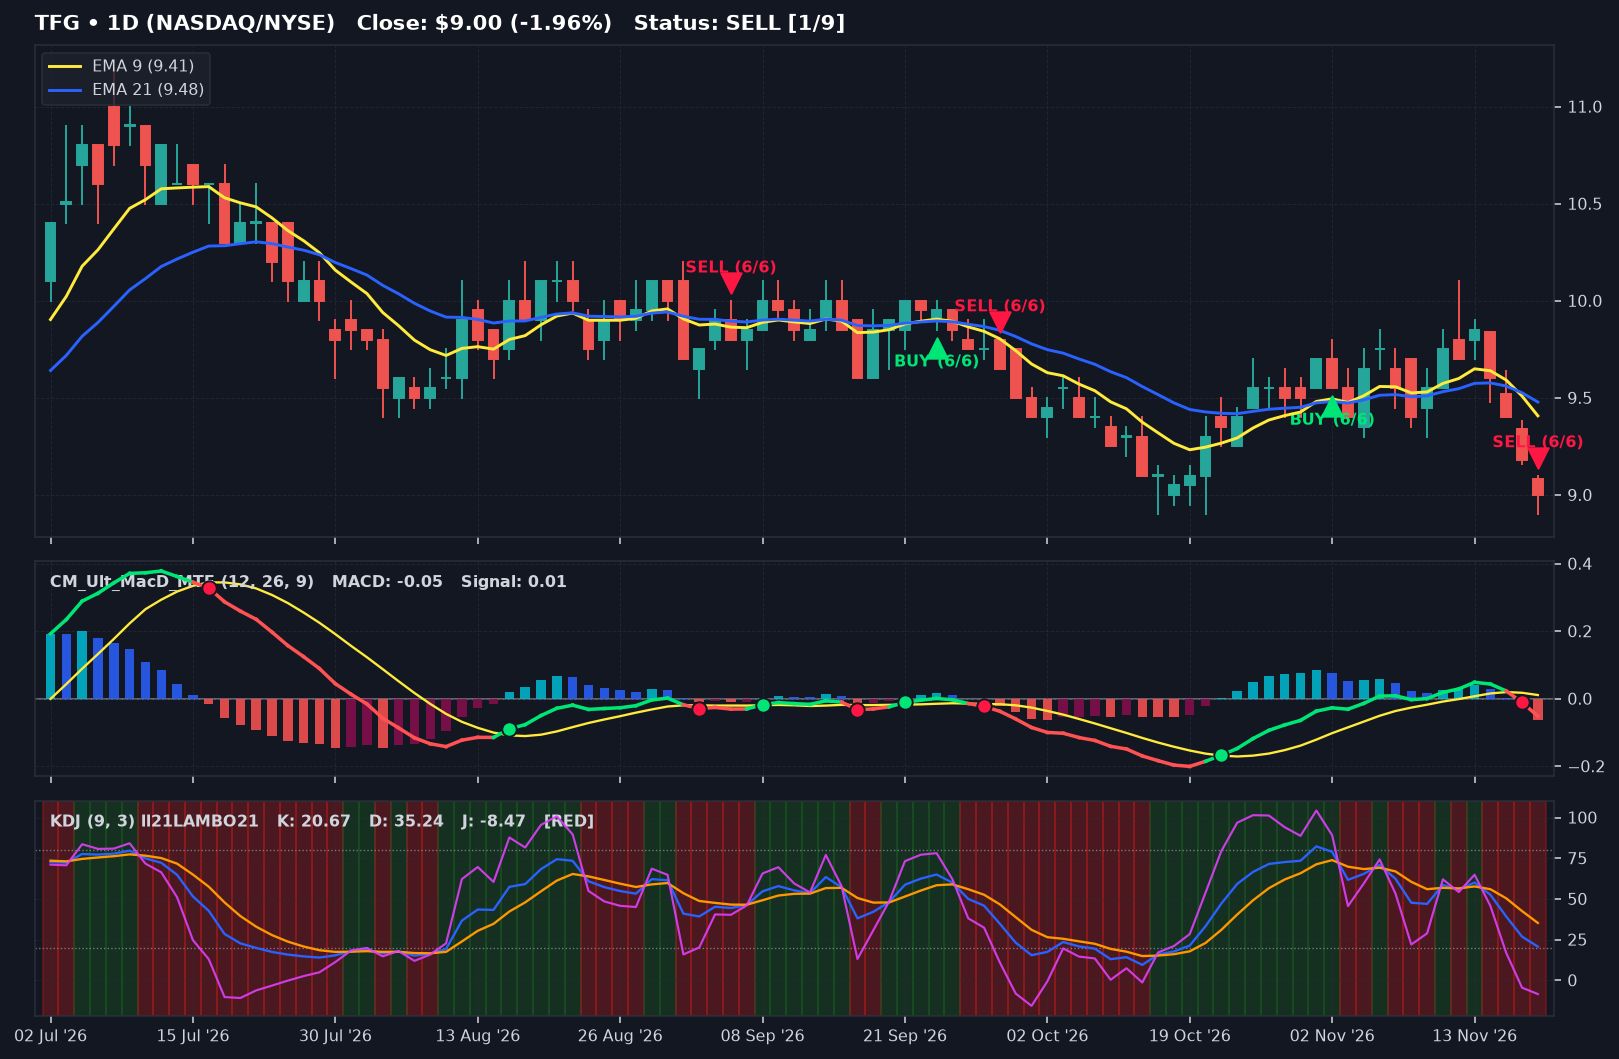 TFG • 1D (NASDAQ/NYSE)   Close: $9.00 (-1.96%)   Status: SELL [1/9]
EMA 9 (9.41)
EMA 21 (9.48)
11.0
10.5
10.0
9.5
9.0
SELL (6/6)
BUY (6/6)
SELL (6/6)
BUY (6/6)
SELL (6/6)
CM_Ult_MacD_MTF (12, 26, 9)   MACD: -0.05   Signal: 0.01
0.4
0.2
0.0
−0.2
KDJ (9, 3) II21LAMBO21   K: 20.67   D: 35.24   J: -8.47   [RED]
100
75
50
25
0
02 Jul '26
15 Jul '26
30 Jul '26
13 Aug '26
26 Aug '26
08 Sep '26
21 Sep '26
02 Oct '26
19 Oct '26
02 Nov '26
13 Nov '26